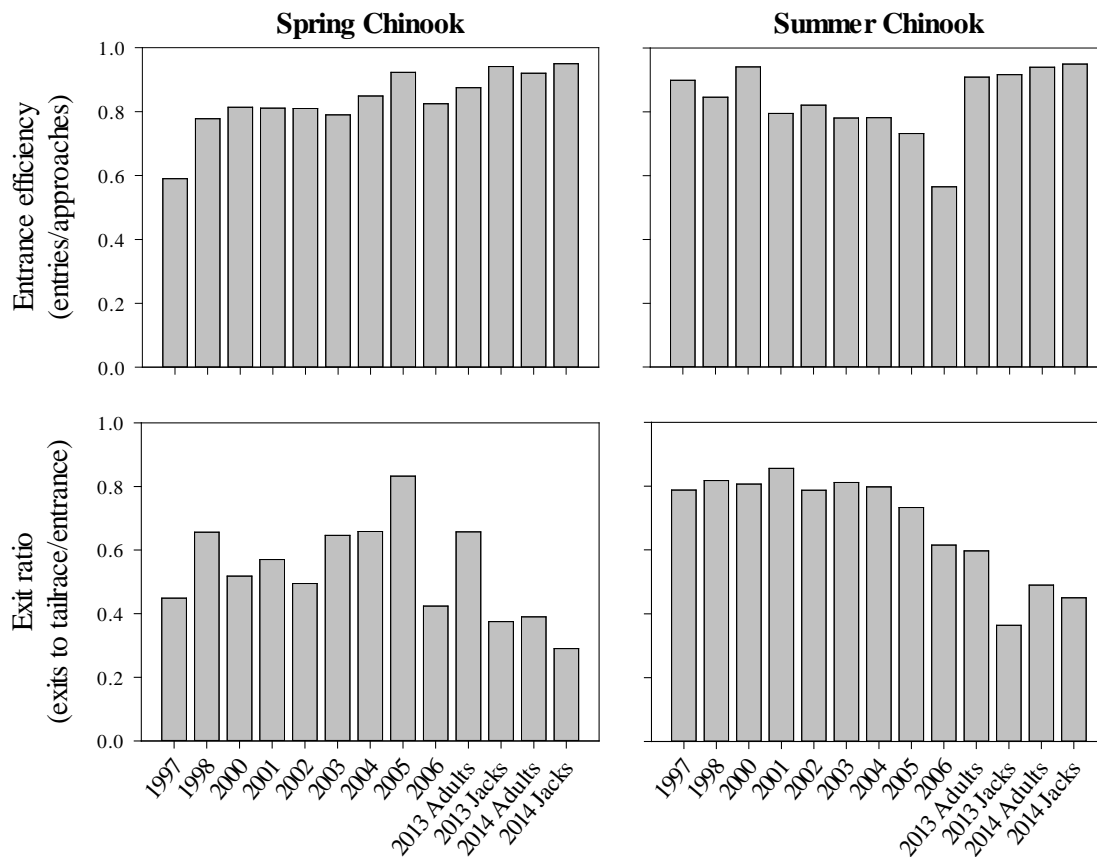 Spring Chinook
Summer Chinook
Entrance efficiency
(entries/approaches)
1.0
0.8
0.6
0.4
0.2
0.0
Exit ratio
(exits to tailrace/entrance)
1.0
0.8
0.6
0.4
0.2
0.0
1997
1998
2000
2001
2002
2003
2004
2005
2006
2013 Adults
2013 Jacks
2014 Adults
2014 Jacks
1997
1998
2000
2001
2002
2003
2004
2005
2006
2013 Adults
2013 Jacks
2014 Adults
2014 Jacks